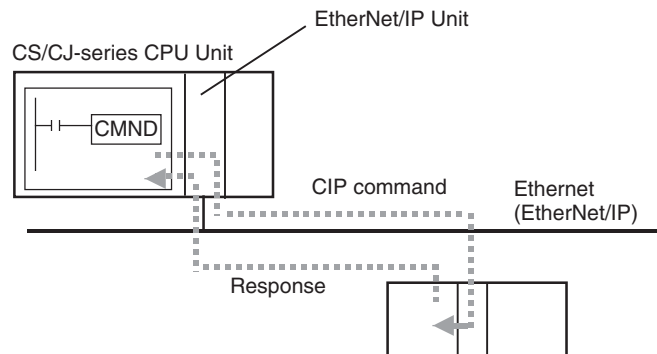 EtherNet/IP Unit
CS/CJ-series CPU Unit
CMND
CIP command
Ethernet
(EtherNet/IP)
Response